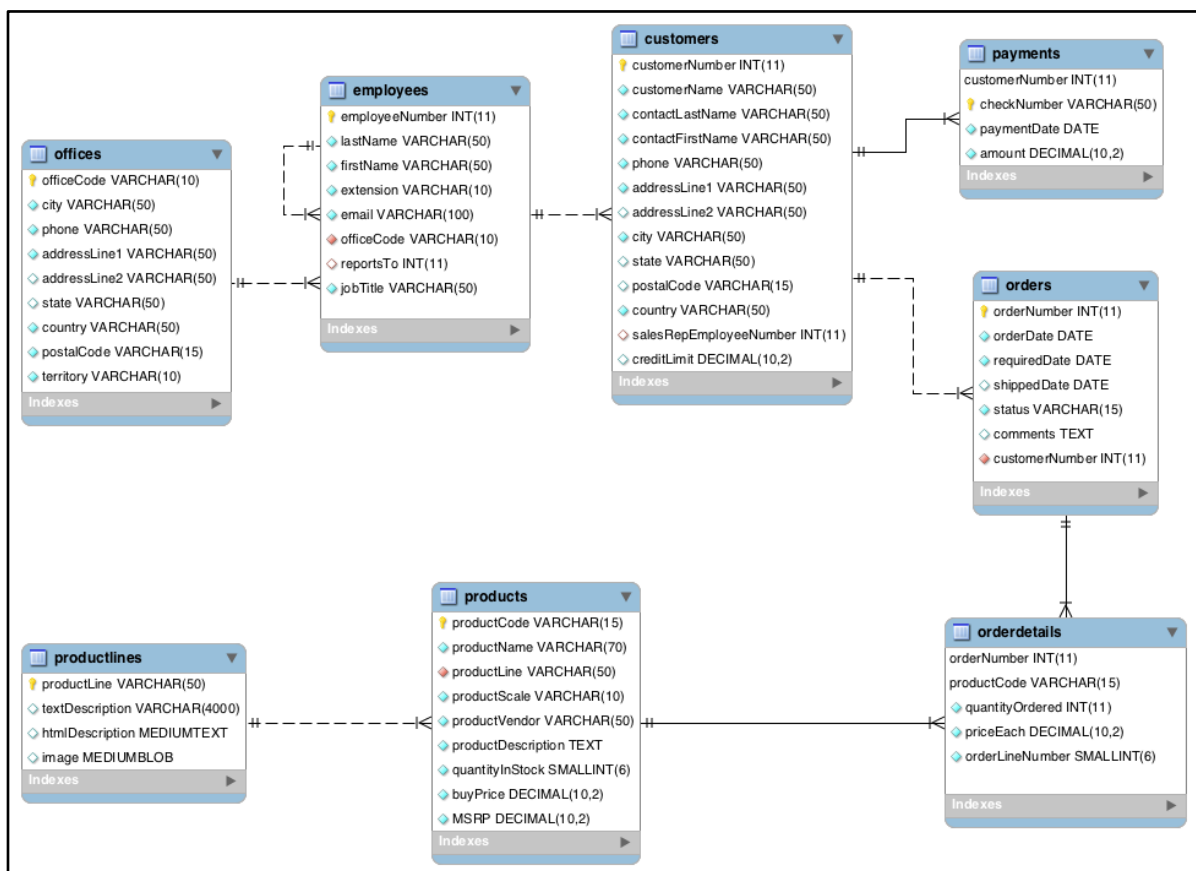 offices
officeCode VARCHAR(10)
city VARCHAR(50)
phone VARCHAR(50)
addressLine1 VARCHAR(50)
addressLine2 VARCHAR(50)
state VARCHAR(50)
country VARCHAR(50)
postalCode VARCHAR(15)
territory VARCHAR(10)
Indexes
employees
employeeNumber INT(11)
lastName VARCHAR(50)
firstName VARCHAR(50)
extension VARCHAR(10)
email VARCHAR(100)
officeCode VARCHAR(10)
reportsTo INT(11)
jobTitle VARCHAR(50)
Indexes
customers
customerNumber INT(11)
customerName VARCHAR(50)
contactLastName VARCHAR(50)
contactFirstName VARCHAR(50)
phone VARCHAR(50)
addressLine1 VARCHAR(50)
addressLine2 VARCHAR(50)
city VARCHAR(50)
state VARCHAR(50)
postalCode VARCHAR(15)
country VARCHAR(50)
salesRepEmployeeNumber INT(11)
creditLimit DECIMAL(10,2)
Indexes
payments
customerNumber INT(11)
checkNumber VARCHAR(50)
paymentDate DATE
amount DECIMAL(10,2)
Indexes
orders
orderNumber INT(11)
orderDate DATE
requiredDate DATE
shippedDate DATE
status VARCHAR(15)
comments TEXT
customerNumber INT(11)
Indexes
productlines
productLine VARCHAR(50)
textDescription VARCHAR(4000)
htmlDescription MEDIUMTEXT
image MEDIUMBLOB
Indexes
products
productCode VARCHAR(15)
productName VARCHAR(70)
productLine VARCHAR(50)
productScale VARCHAR(10)
productVendor VARCHAR(50)
productDescription TEXT
quantityInStock SMALLINT(6)
buyPrice DECIMAL(10,2)
MSRP DECIMAL(10,2)
Indexes
orderdetails
orderNumber INT(11)
productCode VARCHAR(15)
quantityOrdered INT(11)
priceEach DECIMAL(10,2)
orderLineNumber SMALLINT(6)
Indexes